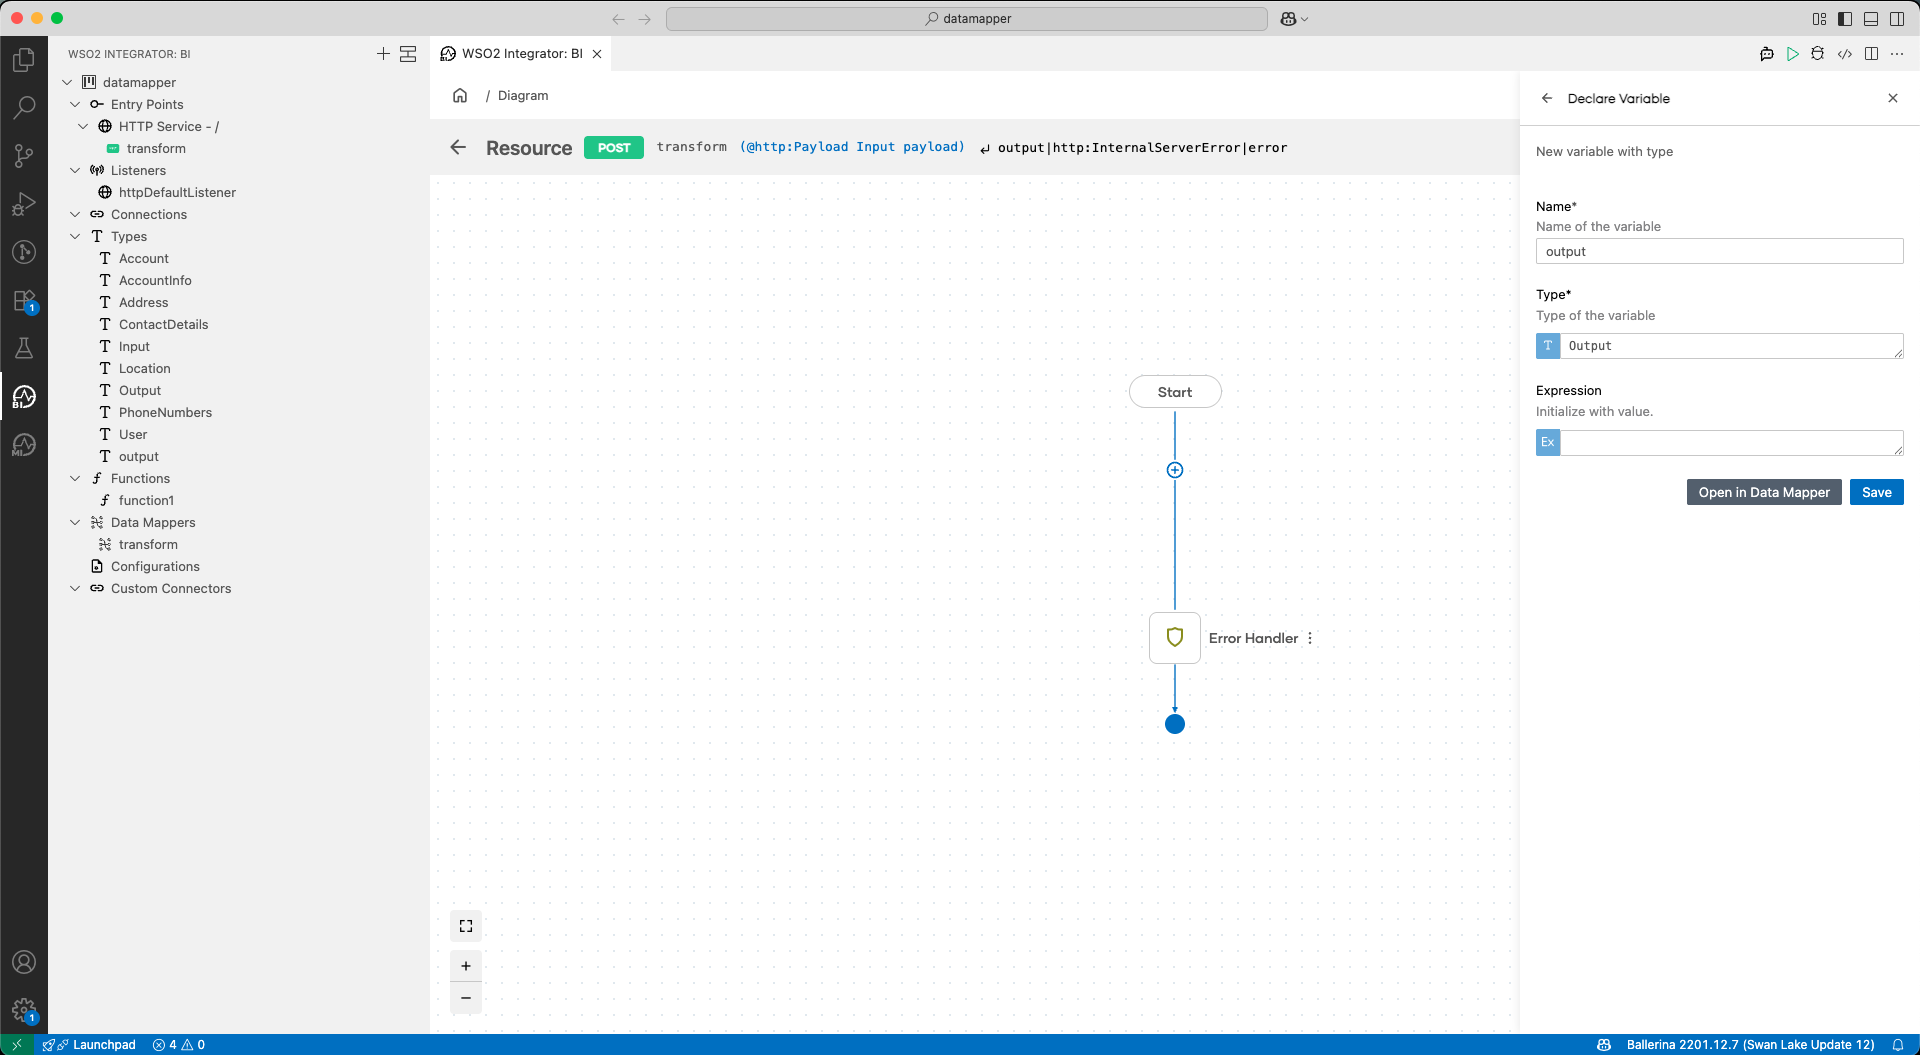 datamapper
WSO2 INTEGRATOR: BI
datamapper
Entry Points
HTTP Service - /
transform
Listeners
httpDefaultListener
Connections
Types
Account
AccountInfo
Address
ContactDetails
Input
Location
Output
PhoneNumbers
User
output
Functions
function1
Data Mappers
transform
Configurations
Custom Connectors
1
BI
MI
1
WSO2 Integrator: BI
/ Diagram
Resource POST transform (@http:Payload Input payload) output|http:InternalServerError|error
Start
Error Handler
Declare Variable
New variable with type
Name*
Name of the variable
output
Type*
Type of the variable
T Output
Expression
Initialize with value.
Ex
Open in Data Mapper Save
Launchpad 4 0 Ballerina 2201.12.7 (Swan Lake Update 12)